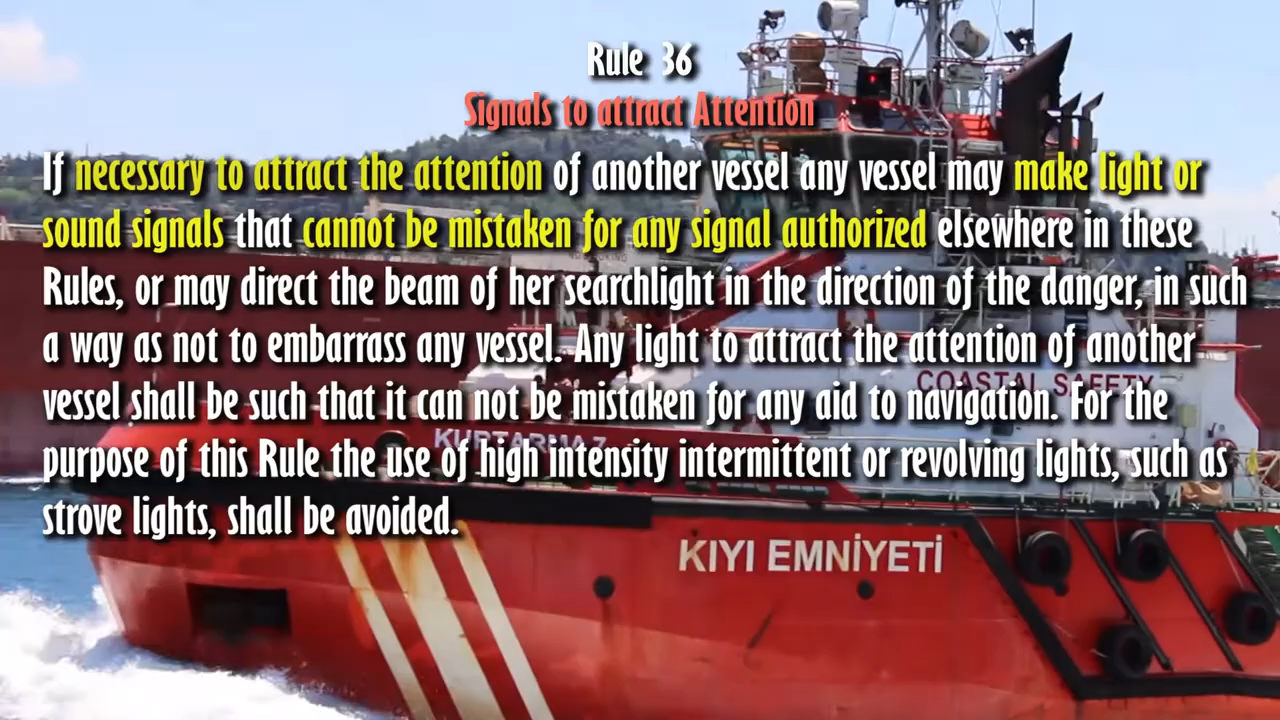 Rule 36
Signals to attract Attention
If necessary to attract the attention of another vessel any vessel may make light or
sound signals that cannot be mistaken for any signal authorized elsewhere in these
Rules, or may direct the beam of her searchlight in the direction of the danger, in such
a way as not to embarrass any vessel. Any light to attract the attention of another
vessel shall be such that it can not be mistaken for any aid to navigation. For the
purpose of this Rule the use of high intensity intermittent or revolving lights, such as
strove lights, shall be avoided.
COASTAL SAFETY
KIYI EMNİYETİ